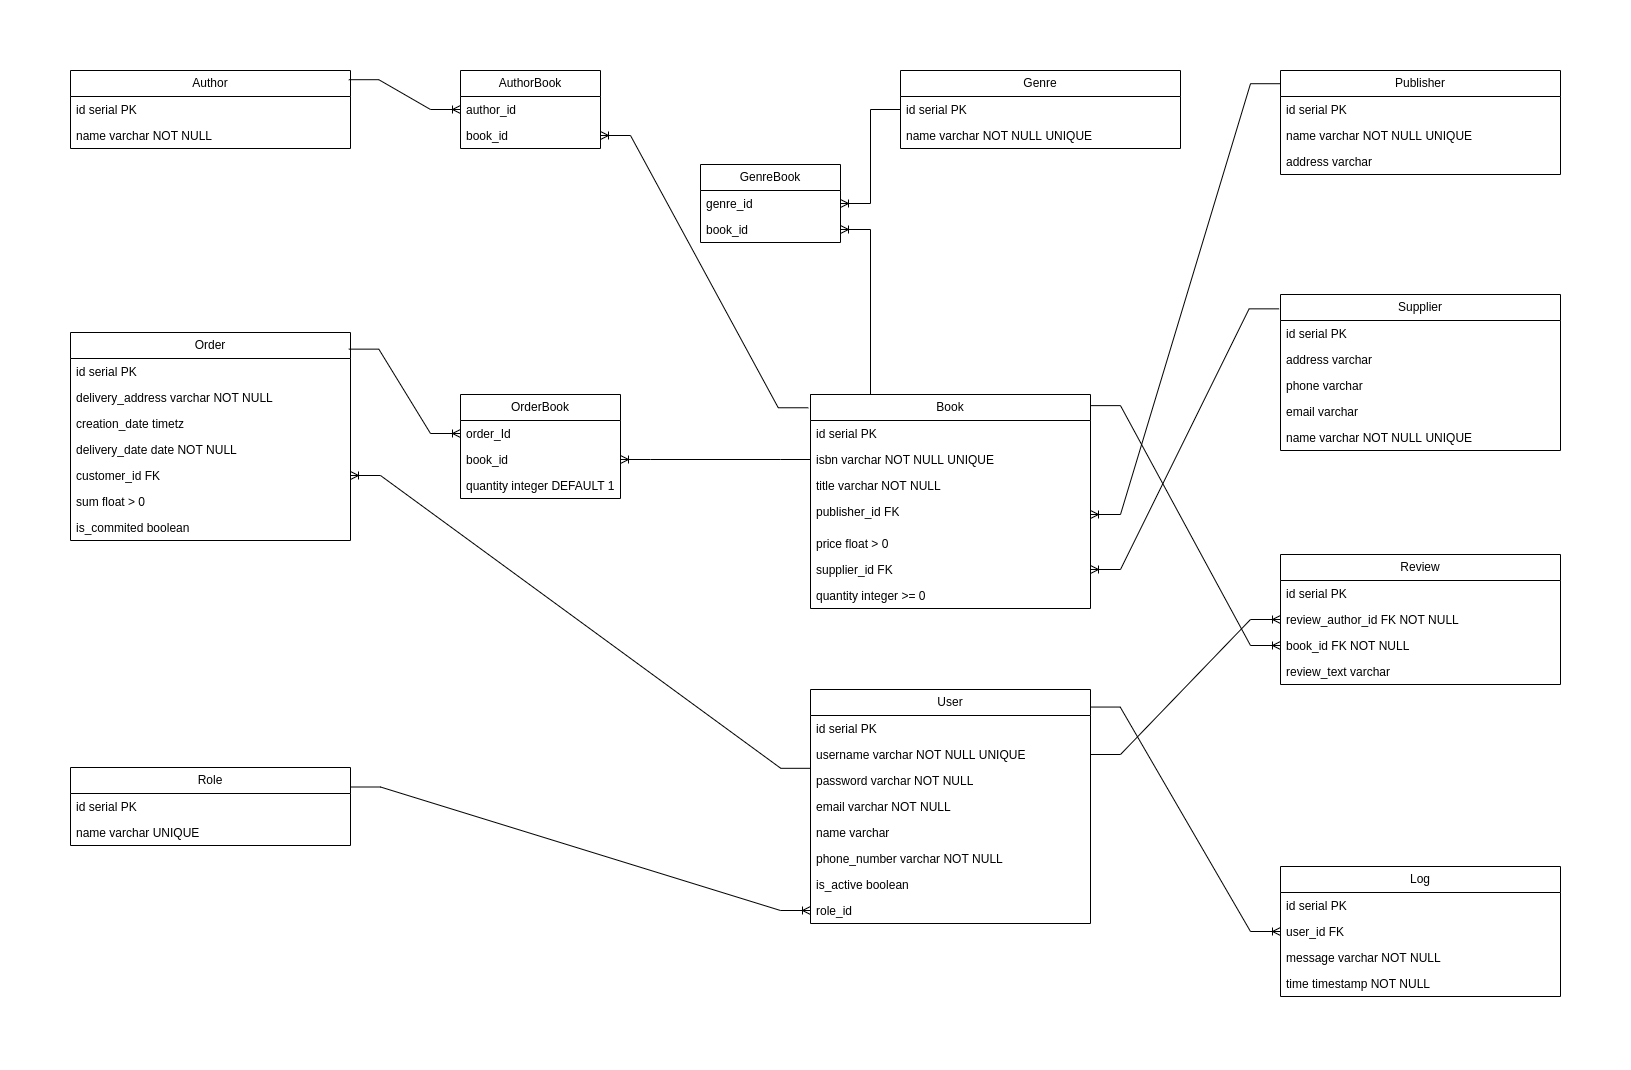 Author
id serial PK
name varchar NOT NULL
AuthorBook
author_id
book_id
Genre
id serial PK
name varchar NOT NULL UNIQUE
Publisher
id serial PK
name varchar NOT NULL UNIQUE
address varchar
GenreBook
genre_id
book_id
Supplier
id serial PK
address varchar
phone varchar
email varchar
name varchar NOT NULL UNIQUE
Order
id serial PK
delivery_address varchar NOT NULL
creation_date timetz
delivery_date date NOT NULL
customer_id FK
sum float > 0
is_commited boolean
OrderBook
order_Id
book_id
quantity integer DEFAULT 1
Book
id serial PK
isbn varchar NOT NULL UNIQUE
title varchar NOT NULL
publisher_id FK
price float > 0
supplier_id FK
quantity integer >= 0
Review
id serial PK
review_author_id FK NOT NULL
book_id FK NOT NULL
review_text varchar
User
id serial PK
username varchar NOT NULL UNIQUE
password varchar NOT NULL
email varchar NOT NULL
name varchar
phone_number varchar NOT NULL
is_active boolean
role_id
Role
id serial PK
name varchar UNIQUE
Log
id serial PK
user_id FK
message varchar NOT NULL
time timestamp NOT NULL